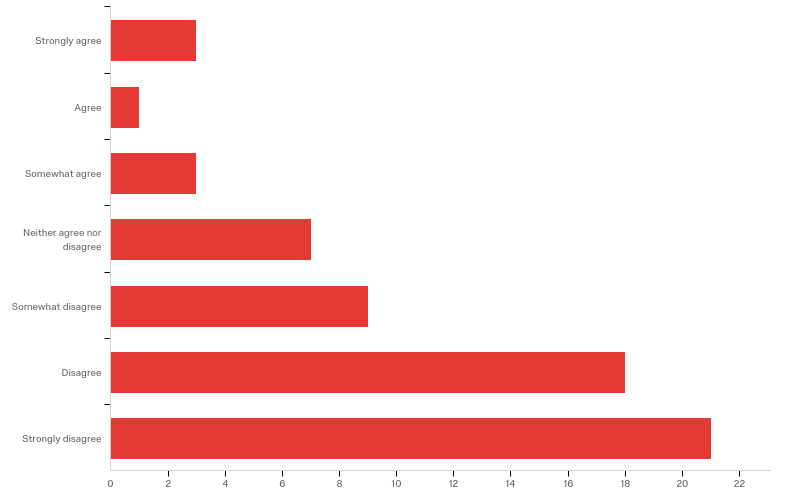 Strongly agree
Agree
Somewhat agree
Neither agree nor
disagree
Somewhat disagree
Disagree
Strongly disagree
0 2 4 6 8 10 12 14 16 18 20 22